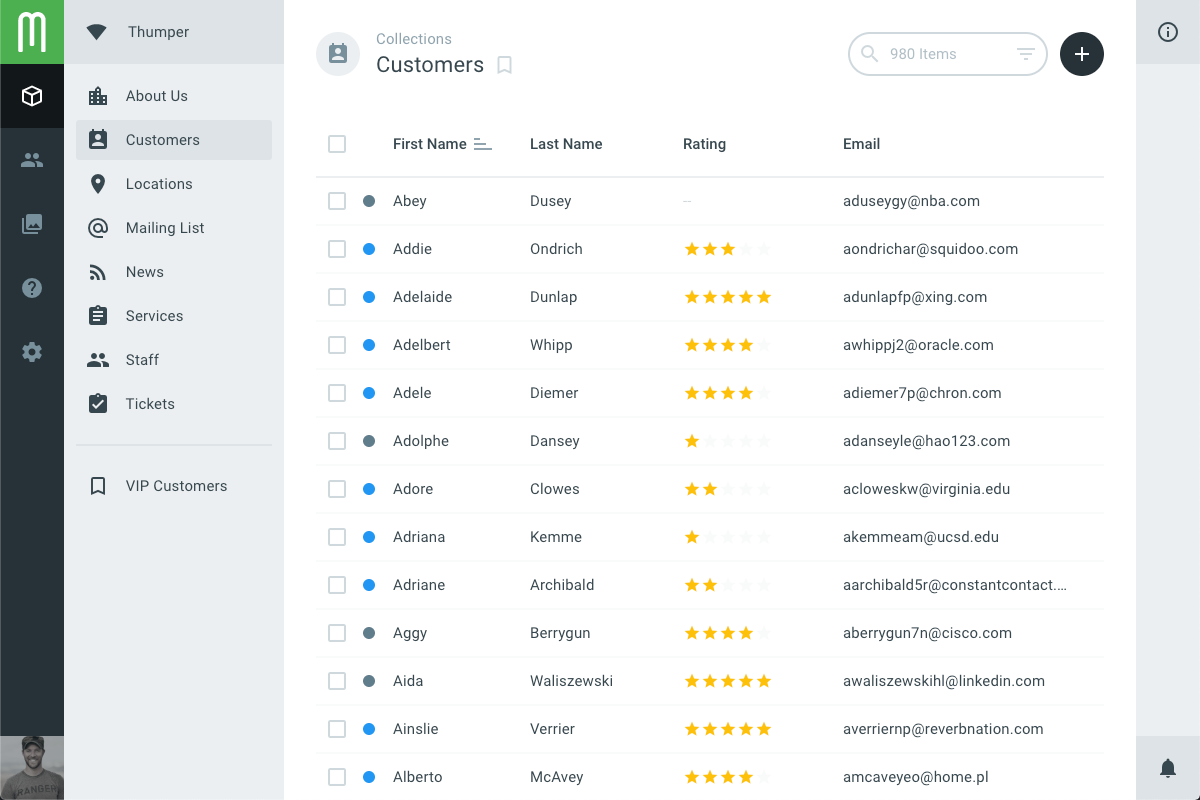 Thumper
About Us
Customers
Locations
Mailing List
News
Services
Staff
Tickets
VIP Customers
Collections
Customers
980 Items
First Name Last Name Rating Email
Abey Dusey -- aduseygy@nba.com
Addie Ondrich aondrichar@squidoo.com
Adelaide Dunlap adunlapfp@xing.com
Adelbert Whipp awhippj2@oracle.com
Adele Diemer adiemer7p@chron.com
Adolphe Dansey adanseyle@hao123.com
Adore Clowes acloweskw@virginia.edu
Adriana Kemme akemmeam@ucsd.edu
Adriane Archibald aarchibald5r@constantcontact.…
Aggy Berrygun aberrygun7n@cisco.com
Aida Waliszewski awaliszewskihl@linkedin.com
Ainslie Verrier averriernp@reverbnation.com
Alberto McAvey amcaveyeo@home.pl
RANGER